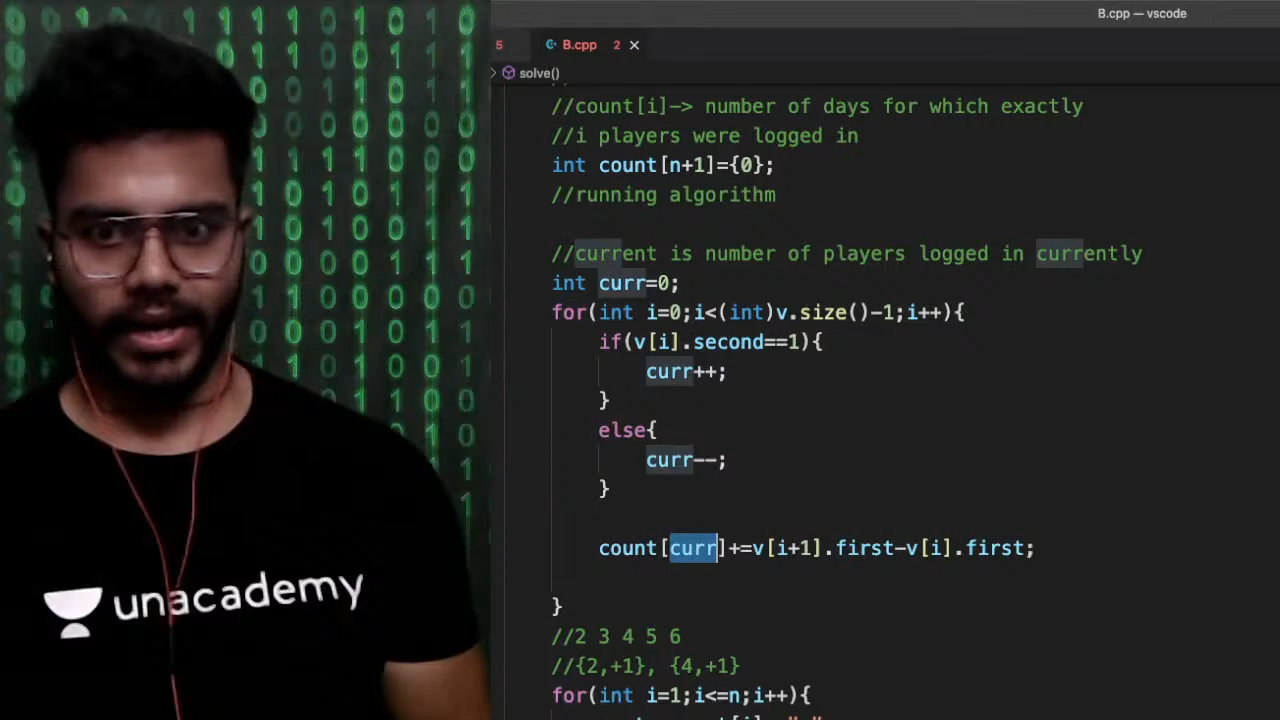 B.cpp — vscode
5 B.cpp 2
solve()
//count[i]-> number of days for which exactly
//i players were logged in
int count[n+1]={0};
//running algorithm
//current is number of players logged in currently
int curr=0;
for(int i=0;i<(int)v.size()-1;i++){
if(v[i].second==1){
curr++;
}
else{
curr--;
}
count[curr]+=v[i+1].first-v[i].first;
}
//2 3 4 5 6
//{2,+1}, {4,+1}
for(int i=1;i<=n;i++){
unacademy